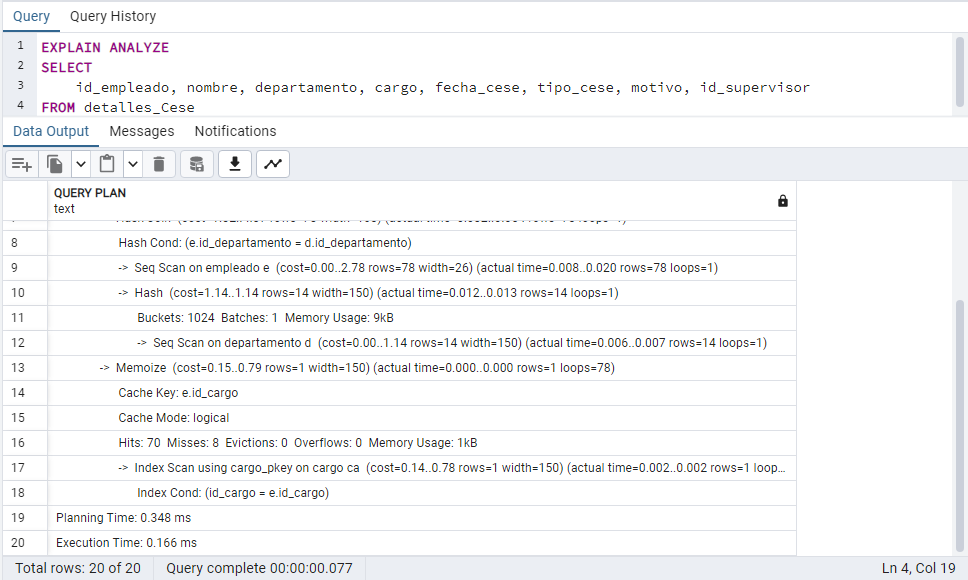 Query Query History
1 EXPLAIN ANALYZE
2 SELECT
3 id_empleado, nombre, departamento, cargo, fecha_cese, tipo_cese, motivo, id_supervisor
4 FROM detalles_Cese
Data Output Messages Notifications
QUERY PLAN
text
8 Hash Cond: (e.id_departamento = d.id_departamento)
9 -> Seq Scan on empleado e (cost=0.00..2.78 rows=78 width=26) (actual time=0.008..0.020 rows=78 loops=1)
10 -> Hash (cost=1.14..1.14 rows=14 width=150) (actual time=0.012..0.013 rows=14 loops=1)
11 Buckets: 1024 Batches: 1 Memory Usage: 9kB
12 -> Seq Scan on departamento d (cost=0.00..1.14 rows=14 width=150) (actual time=0.006..0.007 rows=14 loops=1)
13 -> Memoize (cost=0.15..0.79 rows=1 width=150) (actual time=0.000..0.000 rows=1 loops=78)
14 Cache Key: e.id_cargo
15 Cache Mode: logical
16 Hits: 70 Misses: 8 Evictions: 0 Overflows: 0 Memory Usage: 1kB
17 -> Index Scan using cargo_pkey on cargo ca (cost=0.14..0.78 rows=1 width=150) (actual time=0.002..0.002 rows=1 loop...
18 Index Cond: (id_cargo = e.id_cargo)
19 Planning Time: 0.348 ms
20 Execution Time: 0.166 ms
Total rows: 20 of 20 Query complete 00:00:00.077 Ln 4, Col 19